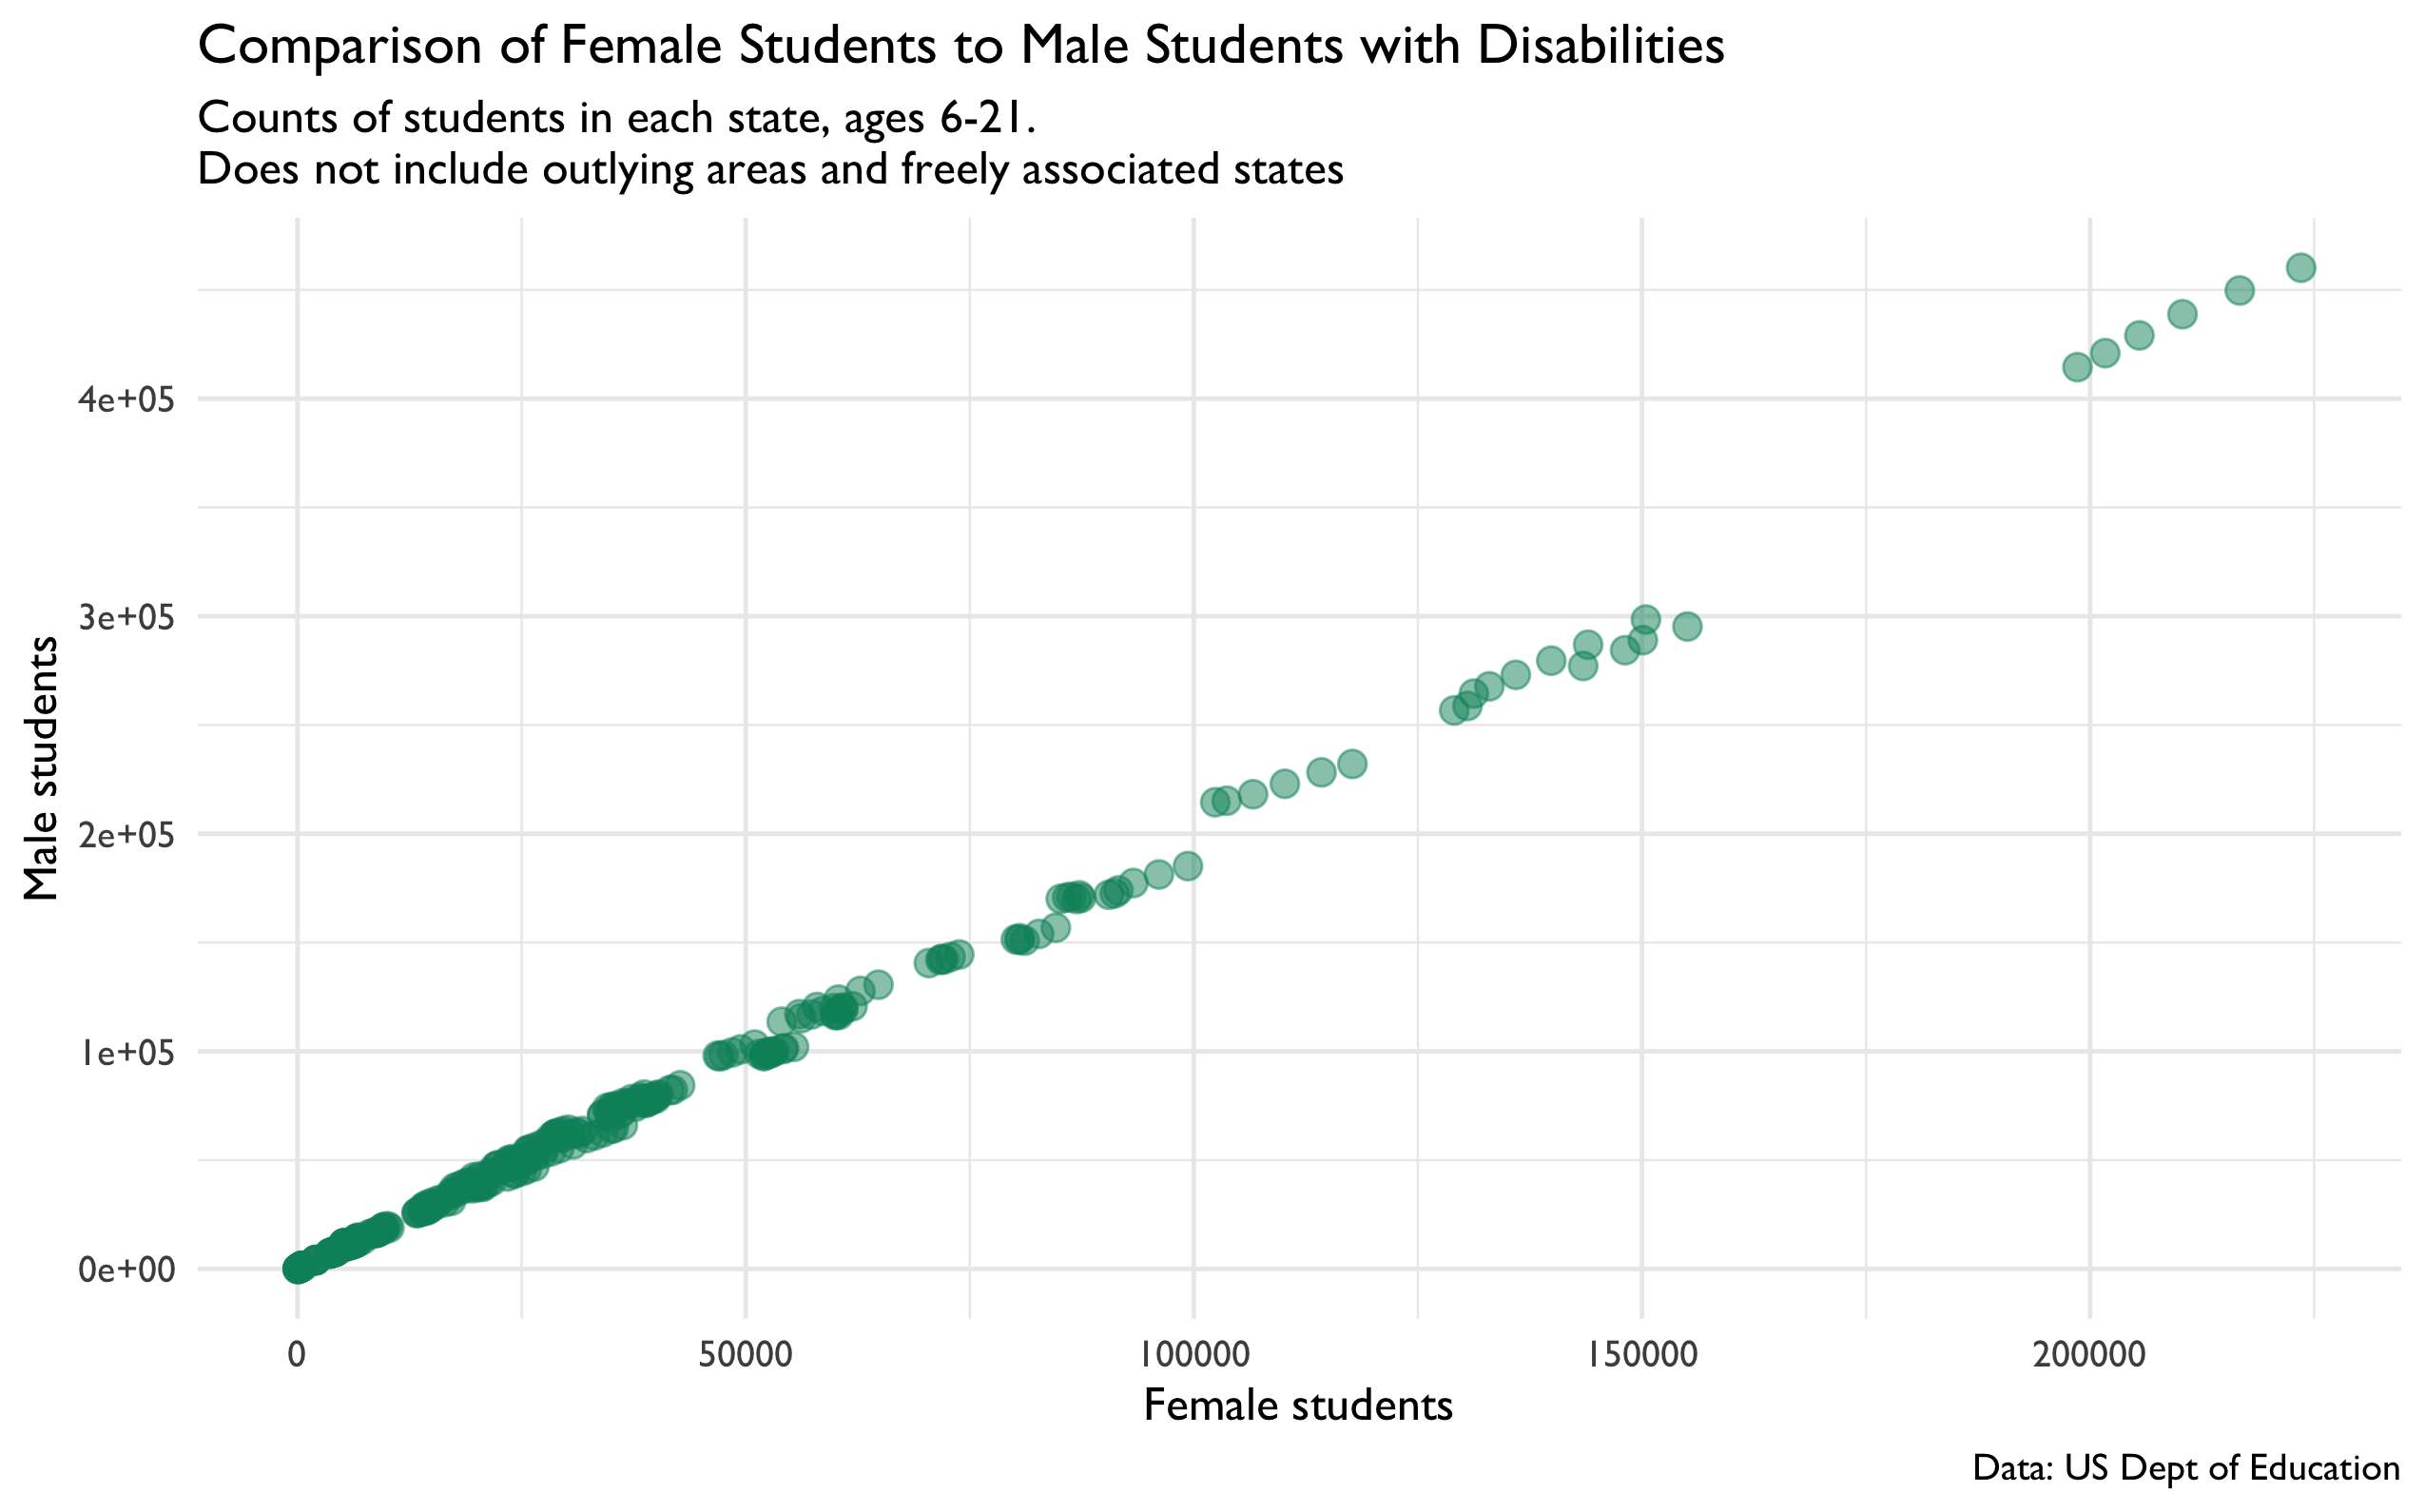 Comparison of Female Students to Male Students with Disabilities
Counts of students in each state, ages 6-21.
Does not include outlying areas and freely associated states
4e+05
3e+05
2e+05
1e+05
0e+00
Male students
0 50000 100000 150000 200000
Female students
Data: US Dept of Education